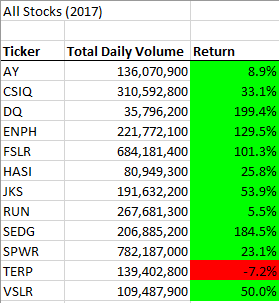 All Stocks (2017)
Ticker Total Daily Volume Return
AY 136,070,900 8.9%
CSIQ 310,592,800 33.1%
DQ 35,796,200 199.4%
ENPH 221,772,100 129.5%
FSLR 684,181,400 101.3%
HASI 80,949,300 25.8%
JKS 191,632,200 53.9%
RUN 267,681,300 5.5%
SEDG 206,885,200 184.5%
SPWR 782,187,000 23.1%
TERP 139,402,800 -7.2%
VSLR 109,487,900 50.0%